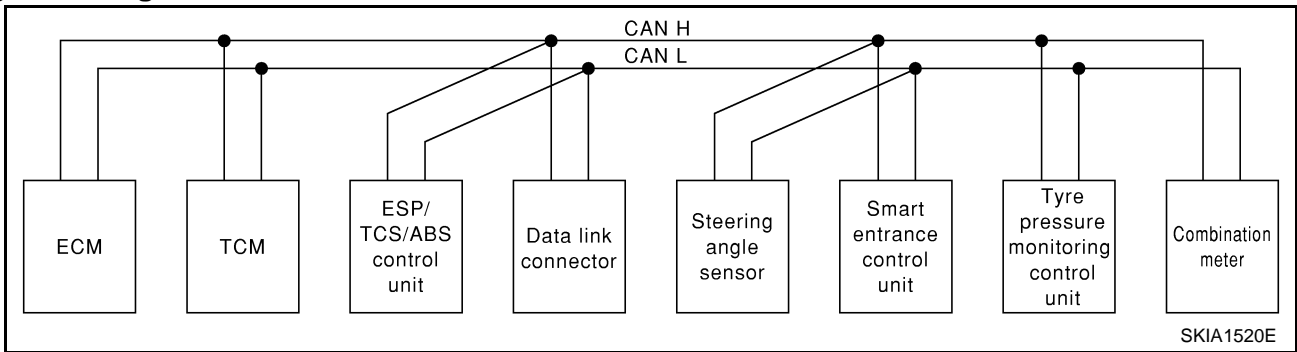 CAN H
CAN L
ECM
TCM
ESP/
TCS/ABS
control
unit
Data link
connector
Steering
angle
sensor
Smart
entrance
control
unit
Tyre
pressure
monitoring
control
unit
Combination
meter
SKIA1520E